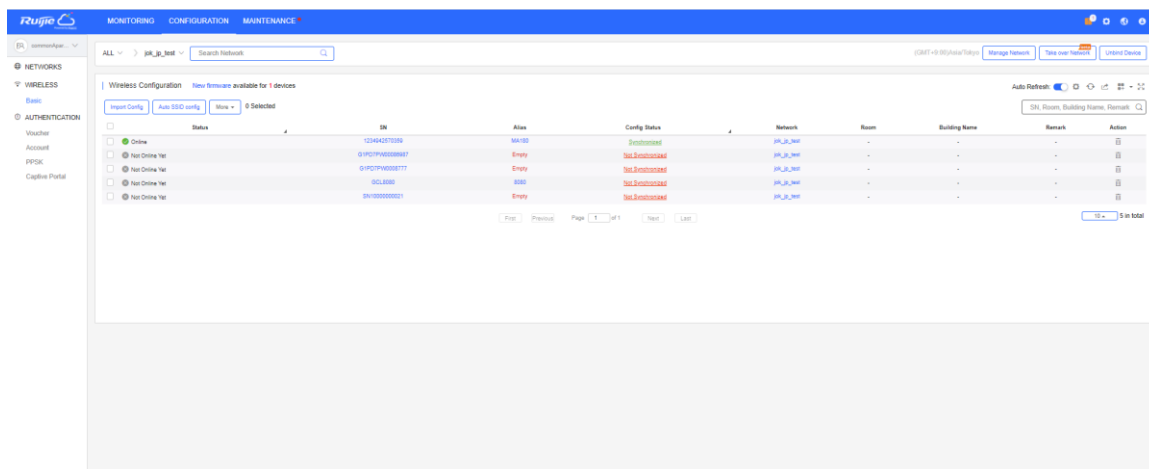 Ruijie MONITORING CONFIGURATION MAINTENANCE
commonApar...
ALL jok_jp_test Search Network (GMT+9:00)Asia/Tokyo Manage Network Take over Network Unbind Device
NETWORKS
WIRELESS
Basic
AUTHENTICATION
Voucher
Account
PPSK
Captive Portal
Wireless Configuration New firmware available for 1 devices Auto Refresh:
Import Config Auto SSID config More 0 Selected SN, Room, Building Name, Remark
Status SN Alias Config Status Network Room Building Name Remark Action
Online 1234942570359 MA150 Synchronized jok_jp_test - - -
Not Online Yet Empty Not Synchronized jok_jp_test - - -
Not Online Yet G1PD7PW0008777 Empty Not Synchronized jok_jp_test - - -
Not Online Yet 8080 Not Synchronized jok_jp_test - - -
Not Online Yet Empty Not Synchronized jok_jp_test - - -
First Previous Page 1 of 1 Next Last 10 5 in total